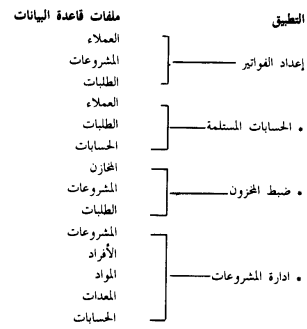 التطبيق ملفات قاعدة البيانات
العملاء
إعداد الفواتير المشروعات
الطلبات
العملاء
• الحسابات المستلمة الطلبات
الحسابات
المخازن
• ضبط المخزون المشروعات
الطلبات
المشروعات
الأفراد
• ادارة المشروعات المواد
المعدات
الحسابات